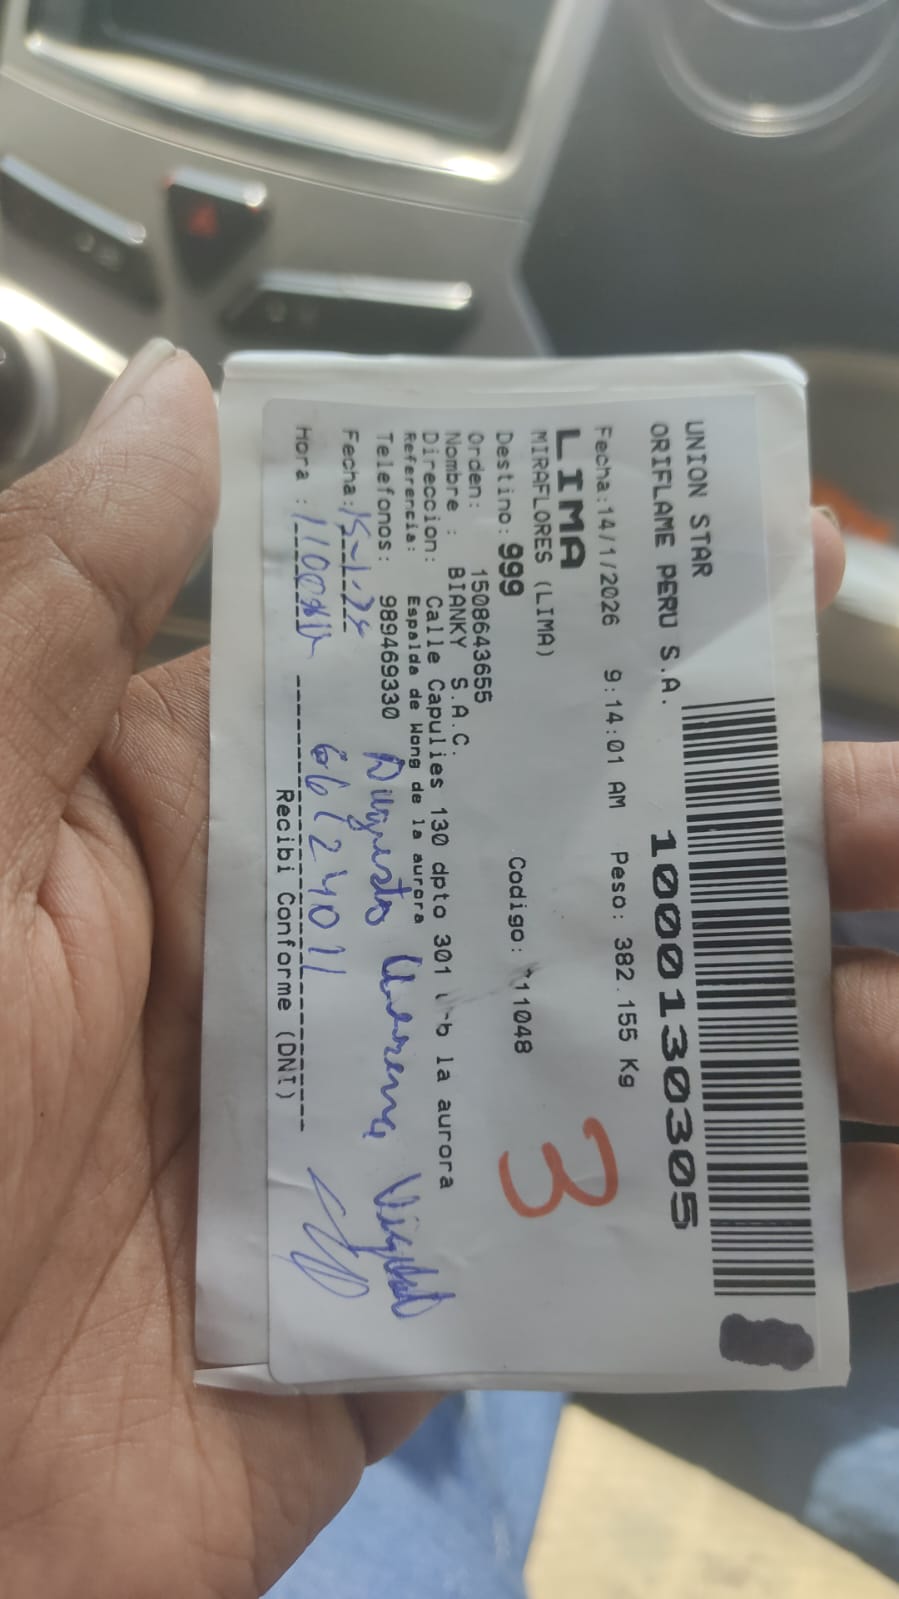 UNION STAR
ORIFLAME PERU S.A.
1000130305
Fecha:14/1/2026 9:14:01 AM Peso: 382.155 Kg
LIMA
MIRAFLORES (LIMA)
3
Destino: 999 Codigo: 11048
Orden: 1508643655
Nombre : BIANKY S.A.C.
Direccion: Calle Capulies 130 dpto 301 b la aurora
Referencia: Espalda de Wong de la aurora
Telefonos: 989469330
Fecha:
Hora :
Recibi Conforme (DNI)